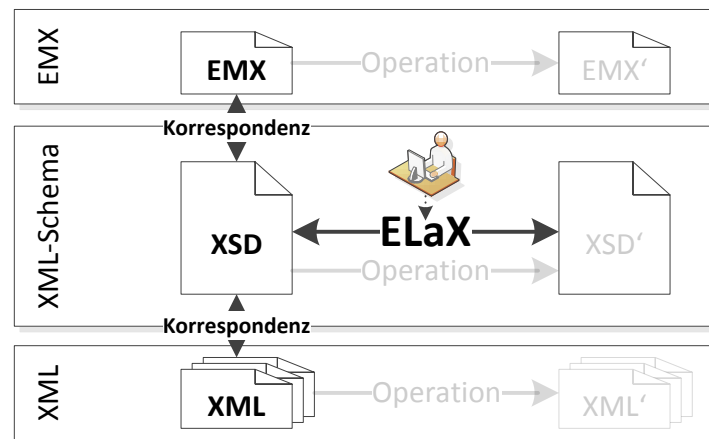 EMX
EMX
Operation
EMX‘
Korrespondenz
XML-Schema
XSD
ELaX
Operation
XSD‘
Korrespondenz
XML
XML
Operation
XML‘